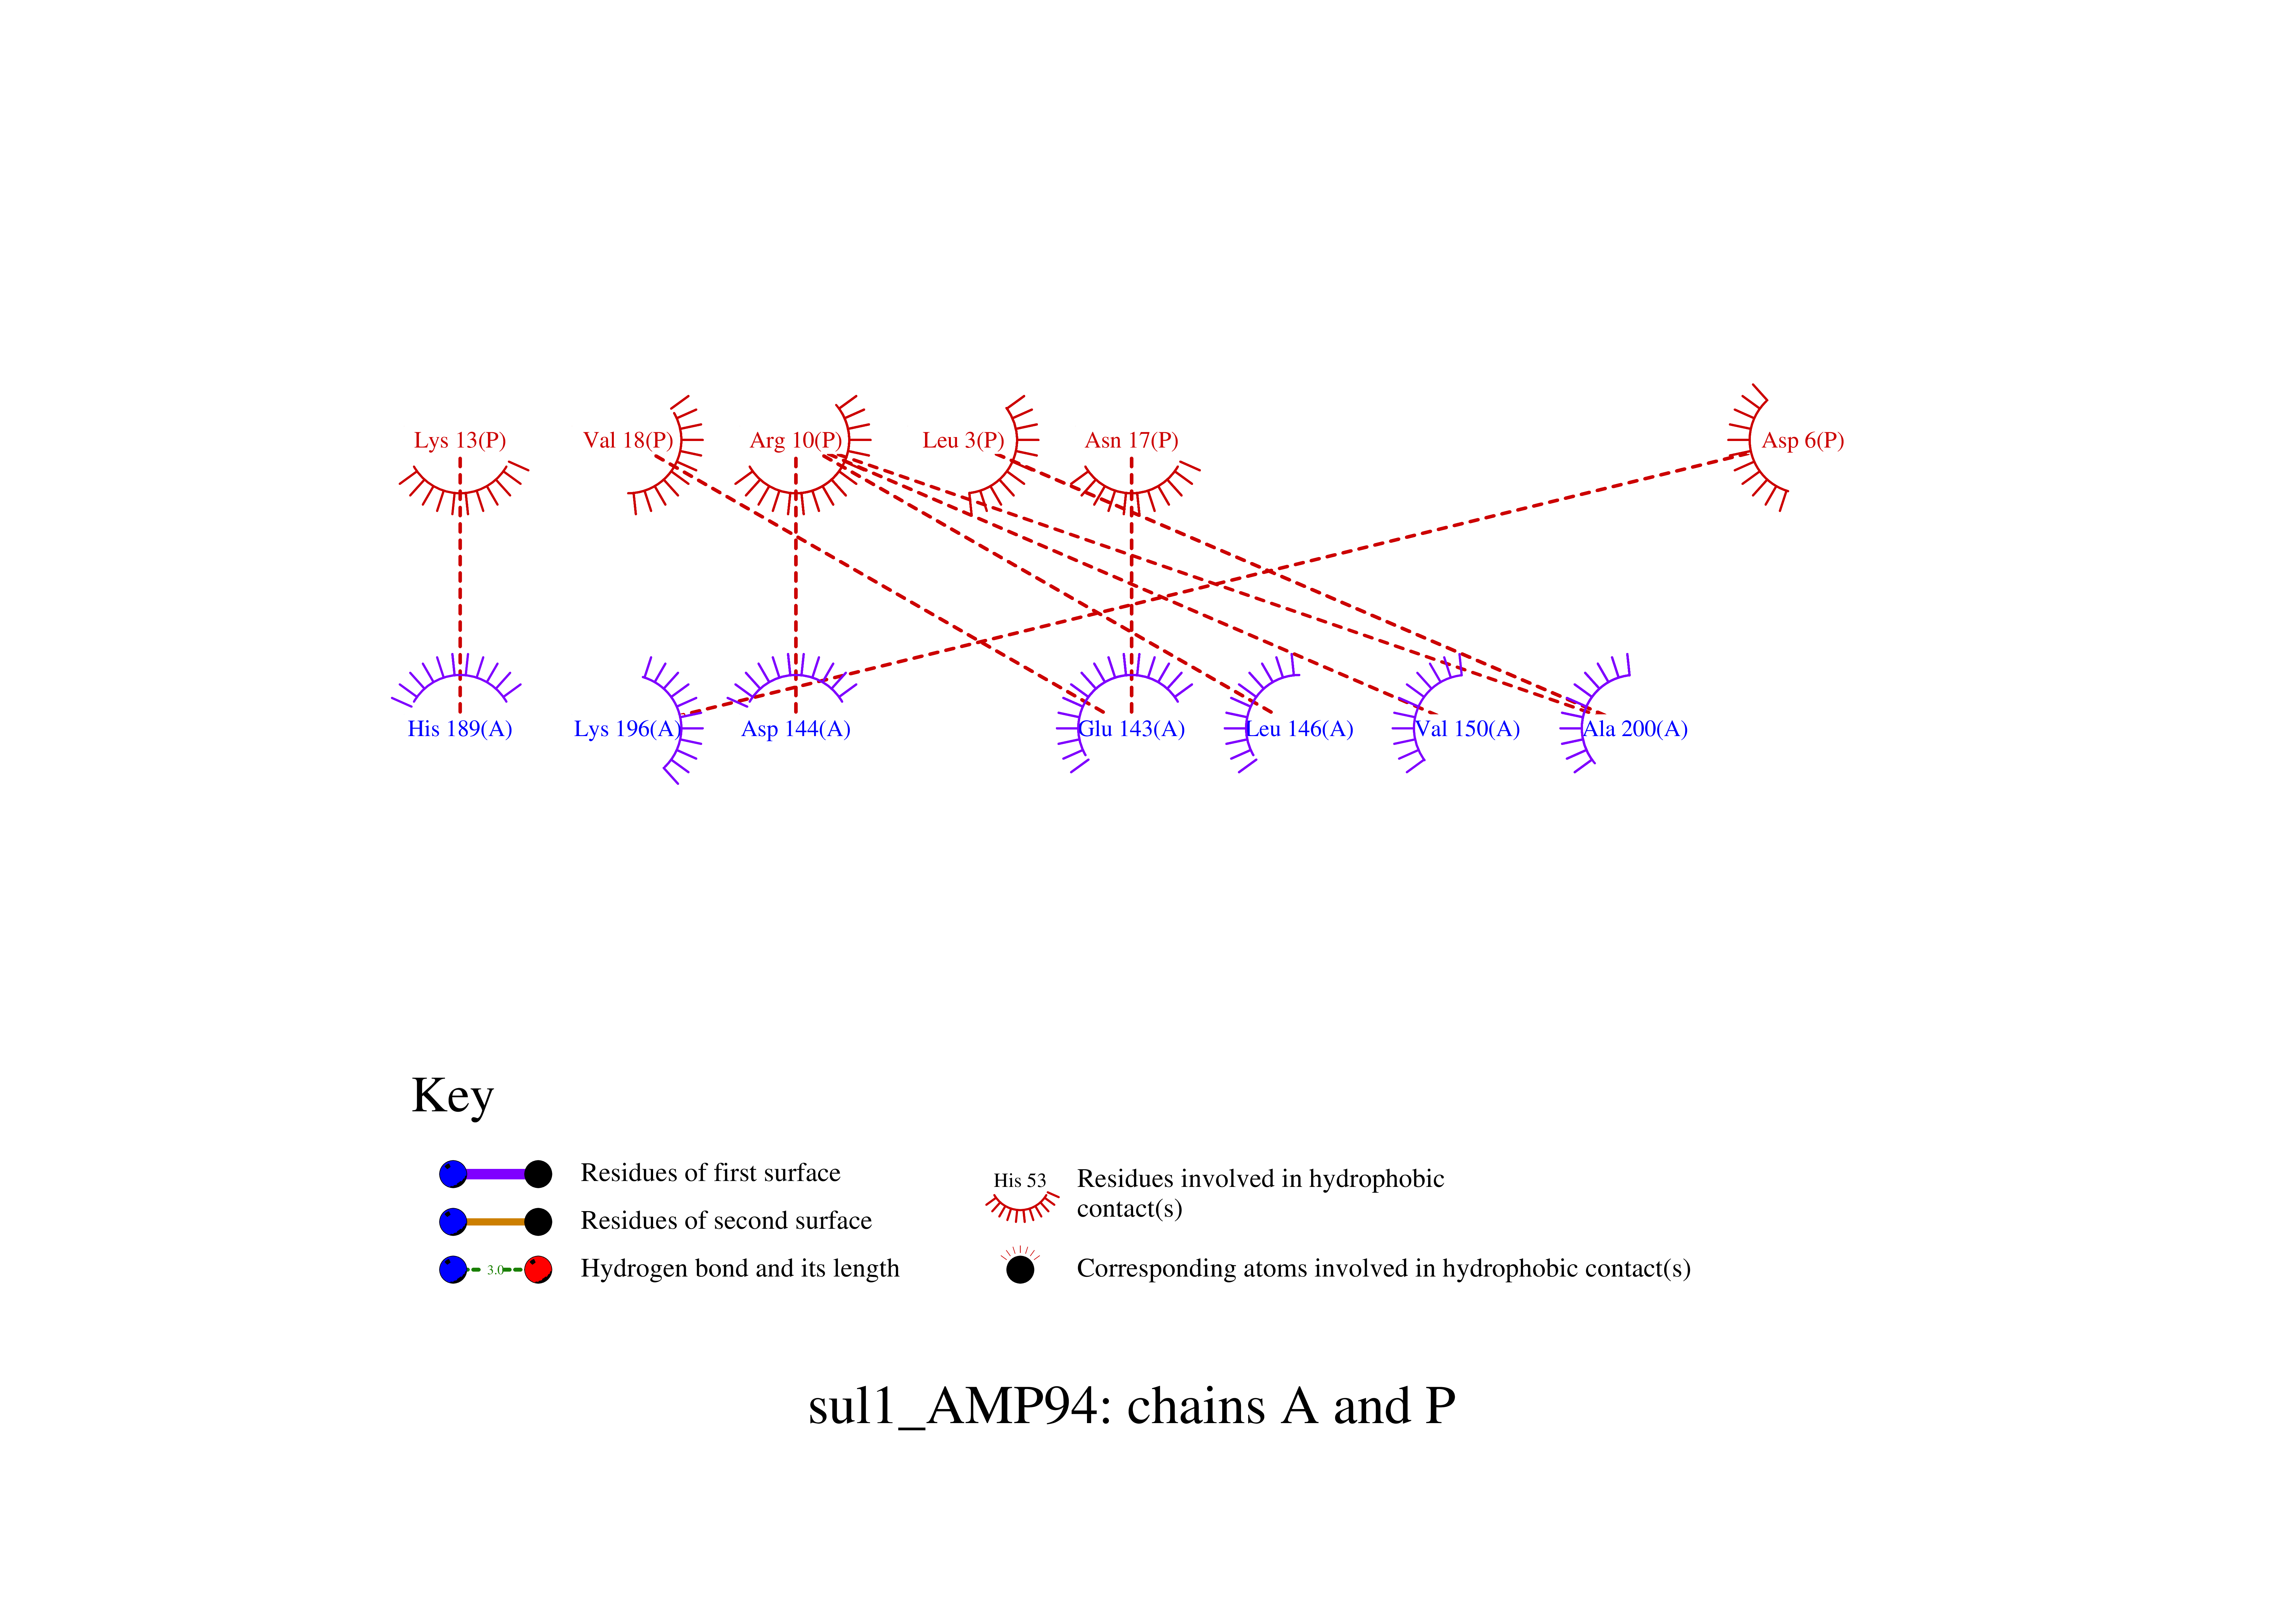 Lys 13(P) Val 18(P) Arg 10(P) Leu 3(P) Asn 17(P) Asp 6(P)
His 189(A) Lys 196(A) Asp 144(A) Glu 143(A) Leu 146(A) Val 150(A) Ala 200(A)
Key
Residues of first surface
Residues of second surface
3.0 Hydrogen bond and its length
His 53 Residues involved in hydrophobic
contact(s)
Corresponding atoms involved in hydrophobic contact(s)
sul1_AMP94: chains A and P